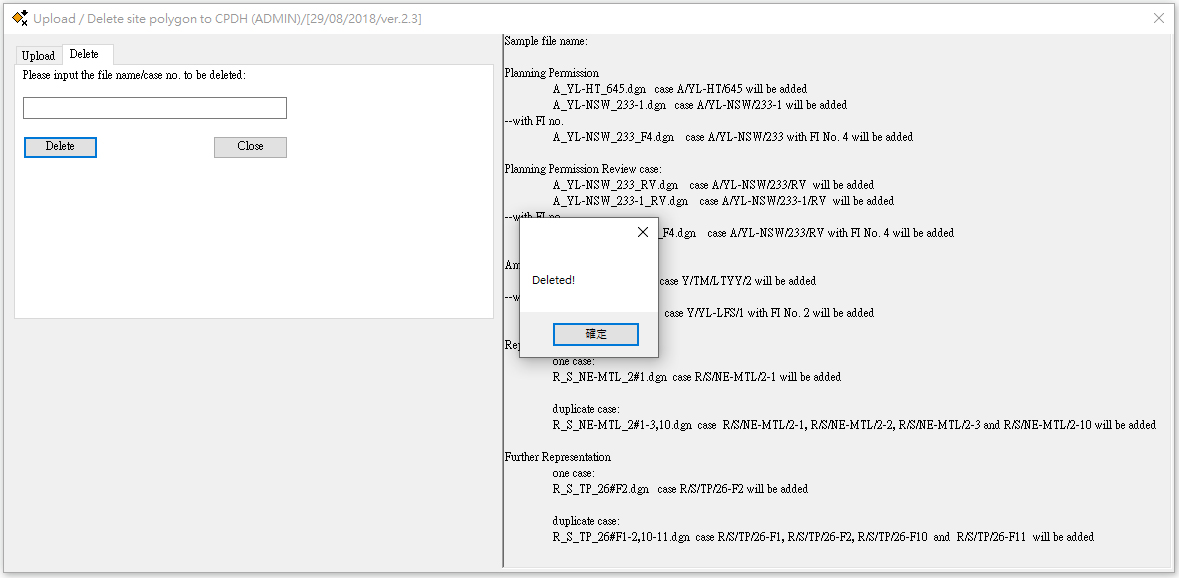 Upload / Delete site polygon to CPDH (ADMIN)/[29/08/2018/ver.2.3]
Upload
Delete
Please input the file name/case no. to be deleted:
Delete
Close
Sample file name:
Planning Permission
A_YL-HT_645.dgn case A/YL-HT/645 will be added
A_YL-NSW_233-1.dgn case A/YL-NSW/233-1 will be added
--with FI no.
A_YL-NSW_233_F4.dgn case A/YL-NSW/233 with FI No. 4 will be added
Planning Permission Review case:
A_YL-NSW_233_RV.dgn case A/YL-NSW/233/RV will be added
A_YL-NSW_233-1_RV.dgn case A/YL-NSW/233-1/RV will be added
--with FI no.
_F4.dgn case A/YL-NSW/233/RV with FI No. 4 will be added
case Y/TM/LTYY/2 will be added
case Y/YL-LFS/1 with FI No. 2 will be added
Deleted!
確定
one case:
R_S_NE-MTL_2#1.dgn case R/S/NE-MTL/2-1 will be added
duplicate case:
R_S_NE-MTL_2#1-3,10.dgn case R/S/NE-MTL/2-1, R/S/NE-MTL/2-2, R/S/NE-MTL/2-3 and R/S/NE-MTL/2-10 will be added
Further Representation
one case:
R_S_TP_26#F2.dgn case R/S/TP/26-F2 will be added
duplicate case:
R_S_TP_26#F1-2,10-11.dgn case R/S/TP/26-F1, R/S/TP/26-F2, R/S/TP/26-F10 and R/S/TP/26-F11 will be added